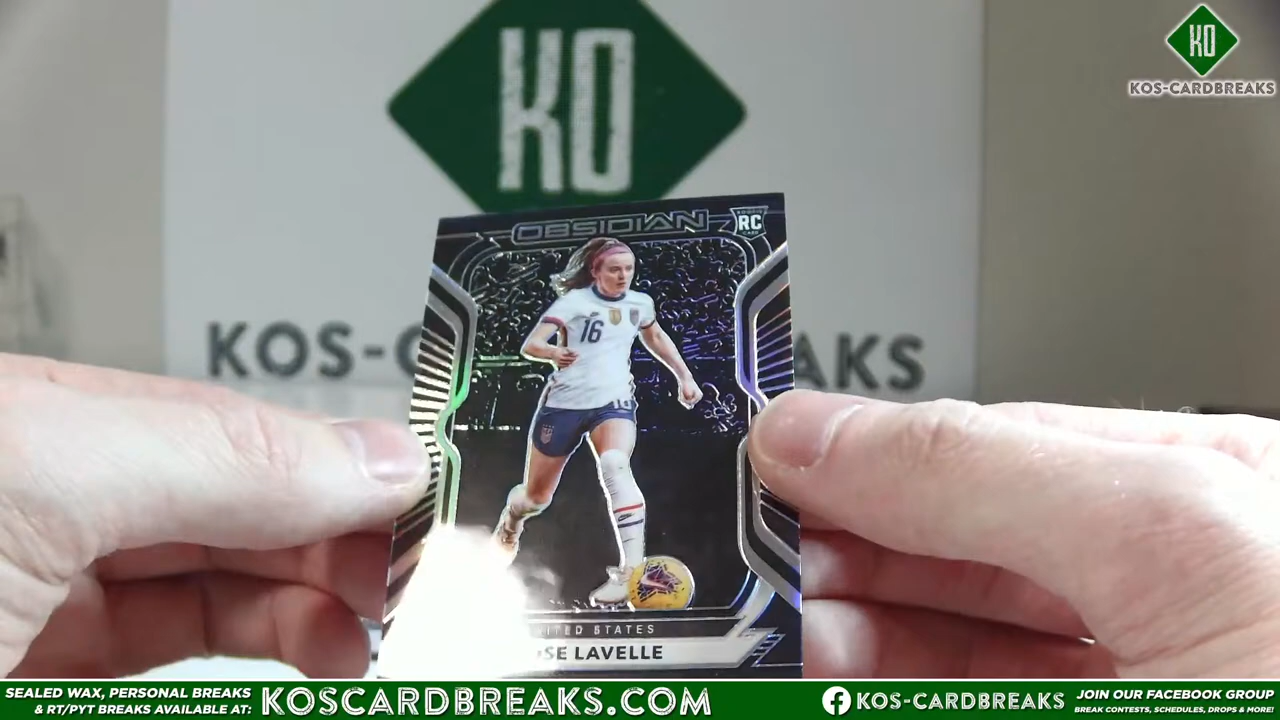 KO
KO
KOS-CARDBREAKS
OBSIDIAN
RC
16
KOS-C
AKS
ITED STATES
SE LAVELLE
SEALED WAX, PERSONAL BREAKS
& RT/PYT BREAKS AVAILABLE AT:
KOSCARDBREAKS.COM
KOS-CARDBREAKS
JOIN OUR FACEBOOK GROUP
BREAK CONTESTS, SCHEDULES, DROPS & MORE!